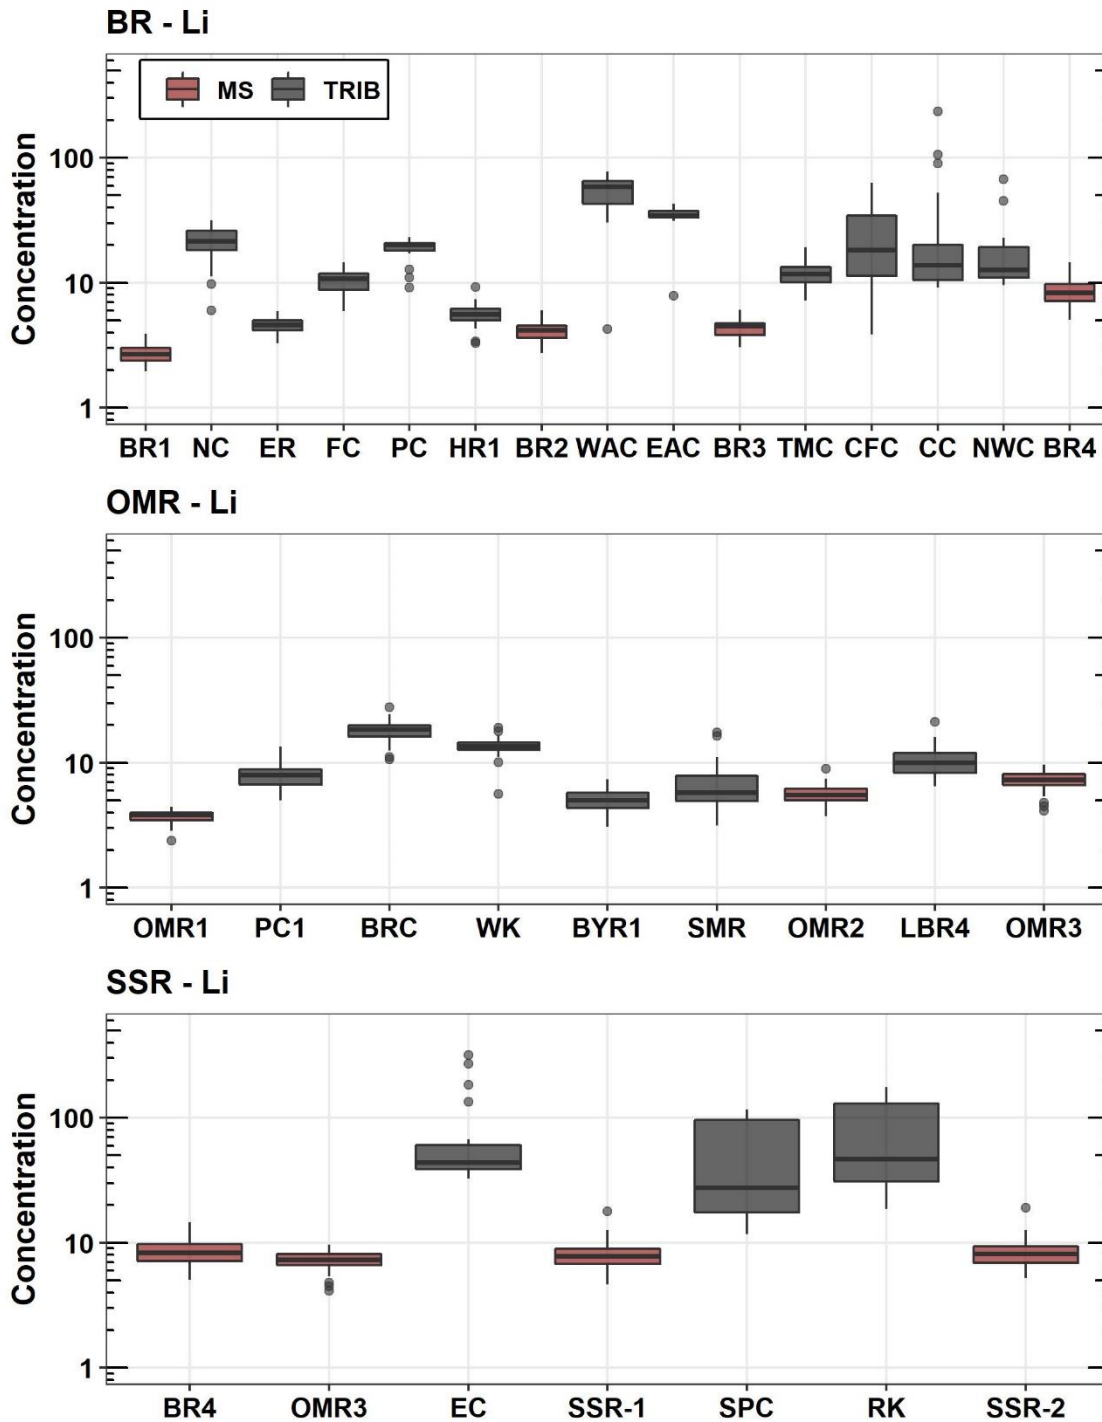 BR - Li
MS TRIB
Concentration
100
10
1
BR1 NC ER FC PC HR1 BR2 WAC EAC BR3 TMC CFC CC NWC BR4
OMR - Li
Concentration
100
10
1
OMR1 PC1 BRC WK BYR1 SMR OMR2 LBR4 OMR3
SSR - Li
Concentration
100
10
1
BR4 OMR3 EC SSR-1 SPC RK SSR-2